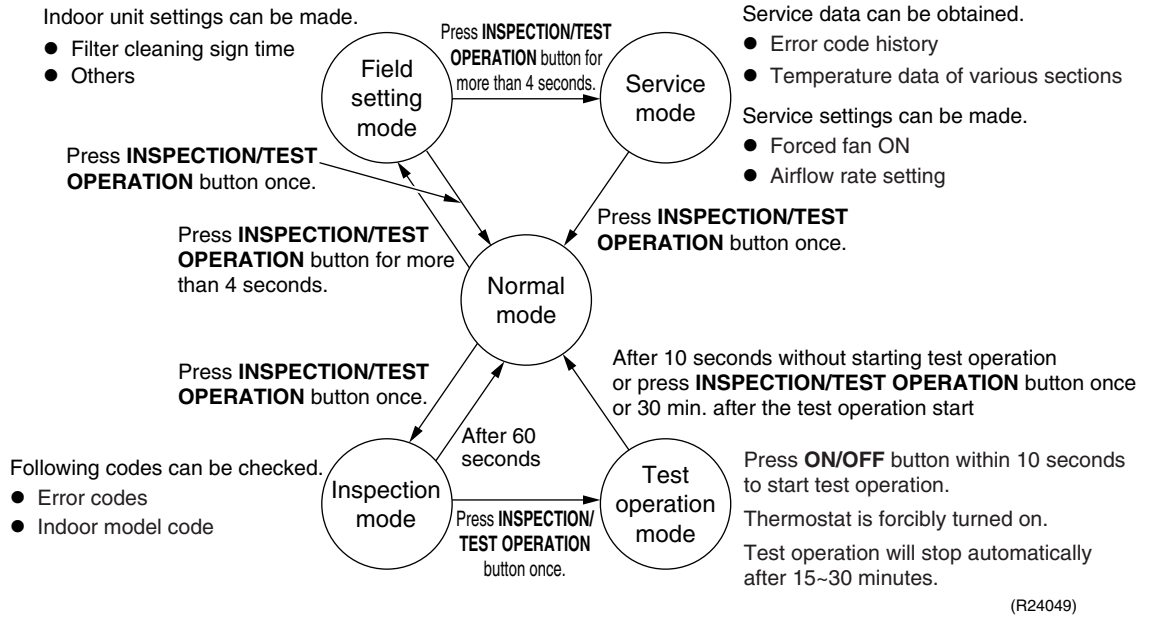 Indoor unit settings can be made.
● Filter cleaning sign time
● Others
Field
setting
mode
Press INSPECTION/TEST
OPERATION button for
more than 4 seconds.
Service
mode
Service data can be obtained.
● Error code history
● Temperature data of various sections
Service settings can be made.
● Forced fan ON
● Airflow rate setting
Press INSPECTION/TEST
OPERATION button once.
Press INSPECTION/TEST
OPERATION button for more
than 4 seconds.
Press INSPECTION/TEST
OPERATION button once.
Normal
mode
Press INSPECTION/TEST
OPERATION button once.
After 60
seconds
After 10 seconds without starting test operation
or press INSPECTION/TEST OPERATION button once
or 30 min. after the test operation start
Following codes can be checked.
● Error codes
● Indoor model code
Inspection
mode
Press INSPECTION/
TEST OPERATION
button once.
Test
operation
mode
Press ON/OFF button within 10 seconds
to start test operation.
Thermostat is forcibly turned on.
Test operation will stop automatically
after 15~30 minutes.
(R24049)